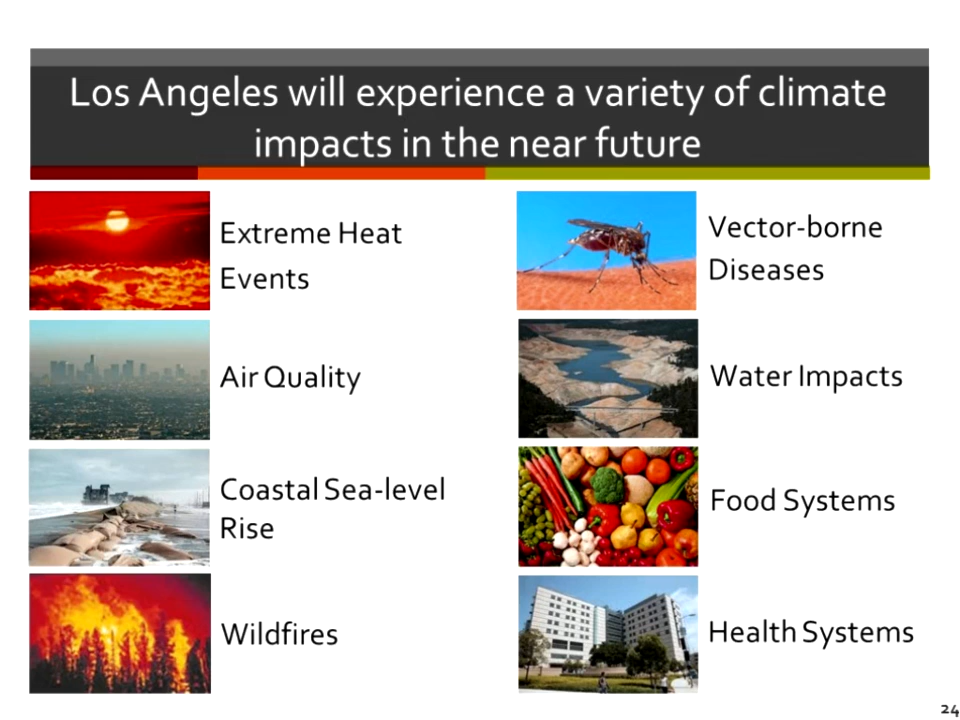 Los Angeles will experience a variety of climate
impacts in the near future
Extreme Heat
Events
Air Quality
Coastal Sea-level
Rise
Wildfires
Vector-borne
Diseases
Water Impacts
Food Systems
Health Systems
24